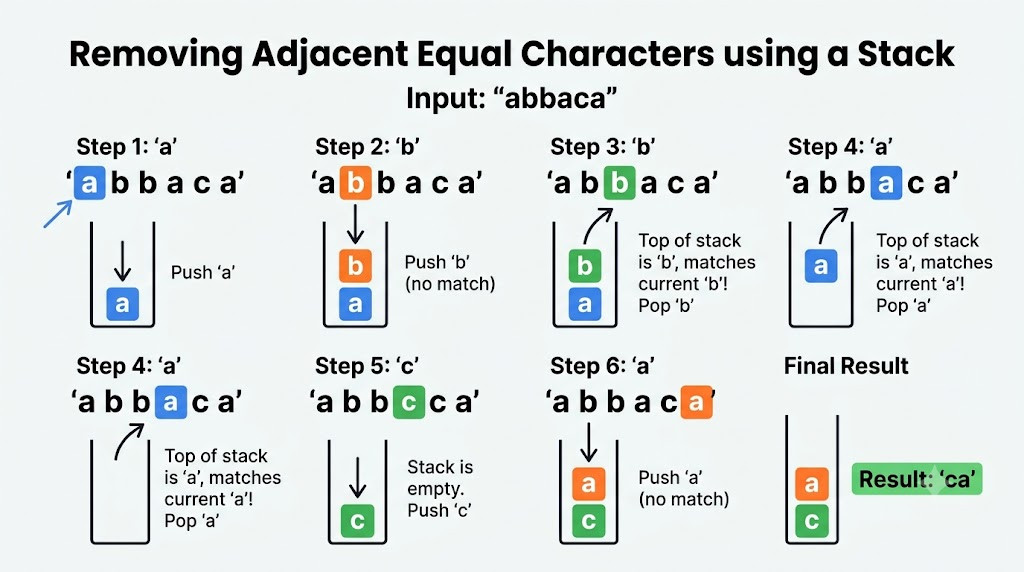 Removing Adjacent Equal Characters using a Stack
Input: “abbaca”
Step 1: ‘a’
‘a b b a c a’
Push ‘a’
a
Step 2: ‘b’
‘a b b a c a’
b
a
Push ‘b’
(no match)
Step 3: ‘b’
‘a b b a c a’
b
a
Top of stack
is ‘b’, matches
current ‘b’!
Pop ‘b’
Step 4: ‘a’
‘a b b a c a’
a
Top of stack
is ‘a’, matches
current ‘a’!
Pop ‘a’
Step 4: ‘a’
‘a b b a c a’
Top of stack
is ‘a’, matches
current ‘a’!
Pop ‘a’
Step 5: ‘c’
‘a b b c c a’
Stack is
empty.
Push ‘c’
c
Step 6: ‘a’
‘a b b a c a’
a
c
Push ‘a’
(no match)
Final Result
a
c
Result: ‘ca’